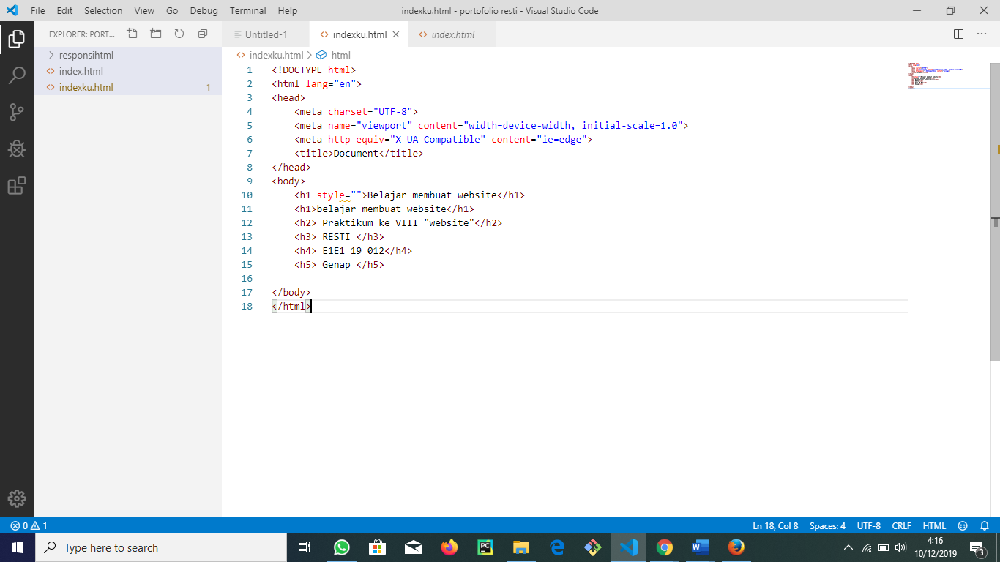 File Edit Selection View Go Debug Terminal Help
indexku.html - portofolio resti - Visual Studio Code
EXPLORER: PORT...
responsihtml
index.html
indexku.html 1
Untitled-1
indexku.html
index.html
indexku.html > html
1 <!DOCTYPE html>
2 <html lang="en">
3 <head>
4 <meta charset="UTF-8">
5 <meta name="viewport" content="width=device-width, initial-scale=1.0">
6 <meta http-equiv="X-UA-Compatible" content="ie=edge">
7 <title>Document</title>
8 </head>
9 <body>
10 <h1 style="">Belajar membuat website</h1>
11 <h1>belajar membuat website</h1>
12 <h2> Praktikum ke VIII "website"</h2>
13 <h3> RESTI </h3>
14 <h4> E1E1 19 012</h4>
15 <h5> Genap </h5>
16
17 </body>
18 </html>
0 1
Ln 18, Col 8 Spaces: 4 UTF-8 CRLF HTML
Type here to search
PC
4:16
10/12/2019
3